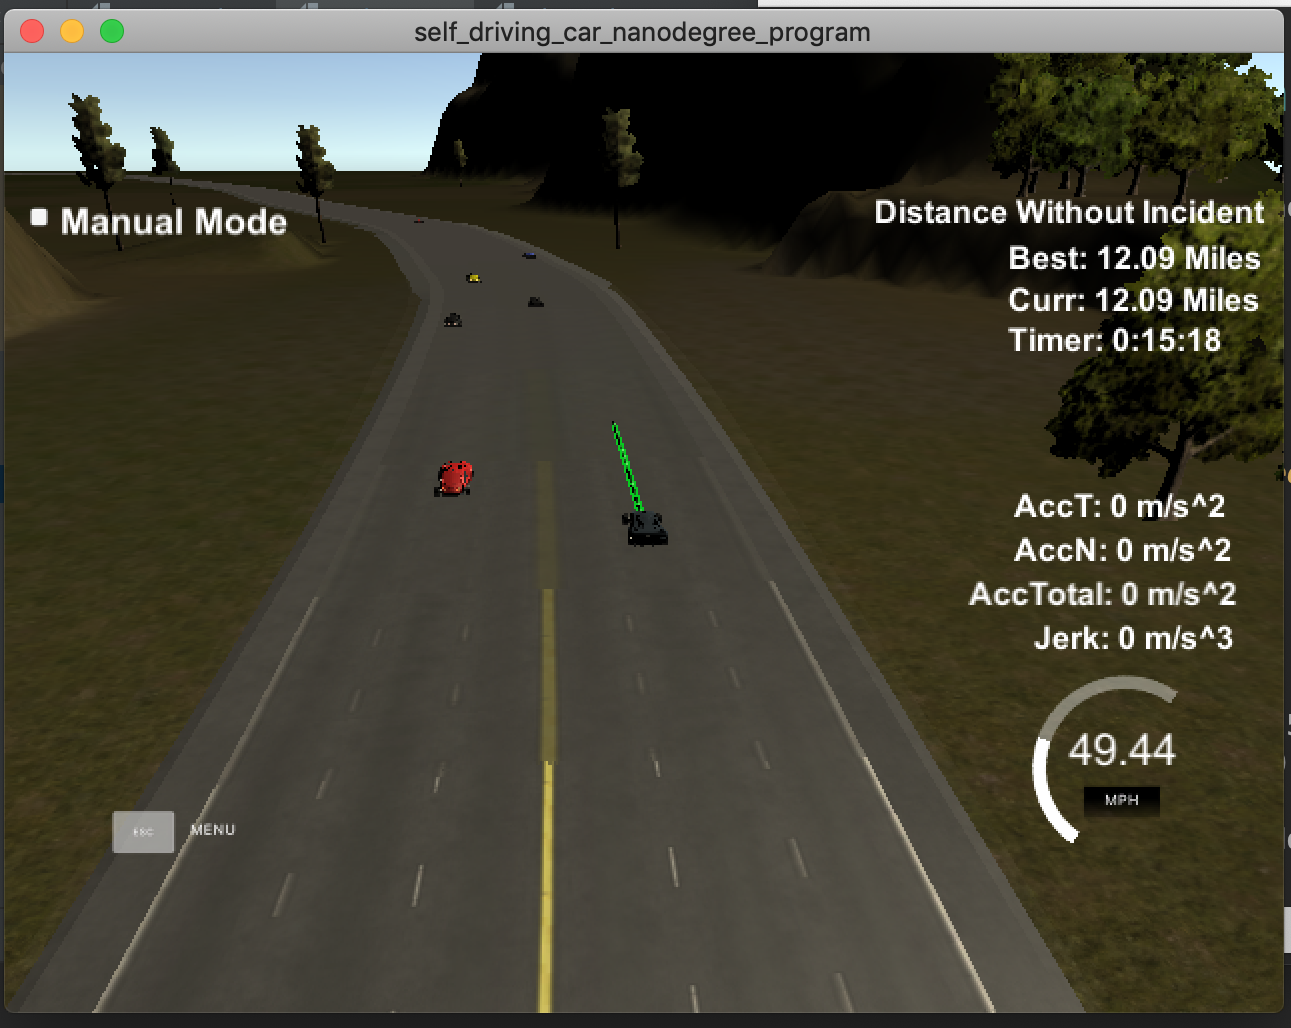 self_driving_car_nanodegree_program
Manual Mode
Distance Without Incident
Best: 12.09 Miles
Curr: 12.09 Miles
Timer: 0:15:18
AccT: 0 m/s^2
AccN: 0 m/s^2
AccTotal: 0 m/s^2
Jerk: 0 m/s^3
49.44
MPH
ESC MENU